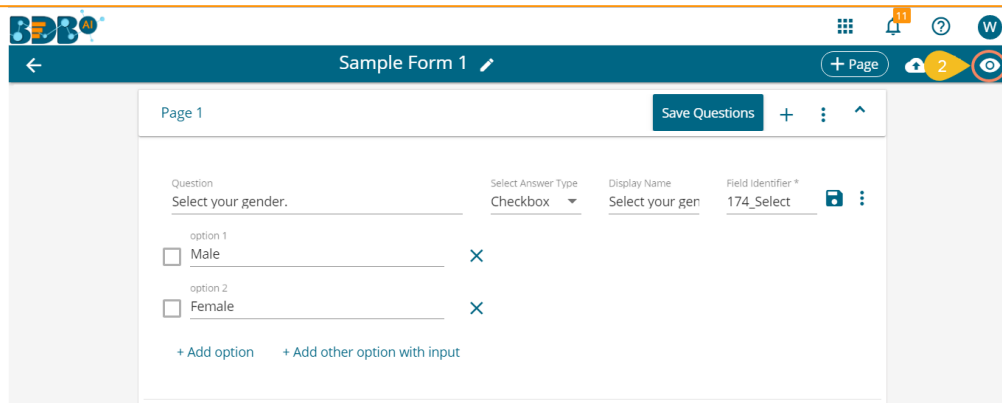 BDB AI
11
W
Sample Form 1
+ Page
2
Page 1
Save Questions
Question
Select Answer Type
Display Name
Field Identifier *
Select your gender.
Checkbox
Select your gen
174_Select
option 1
Male
option 2
Female
+ Add option
+ Add other option with input